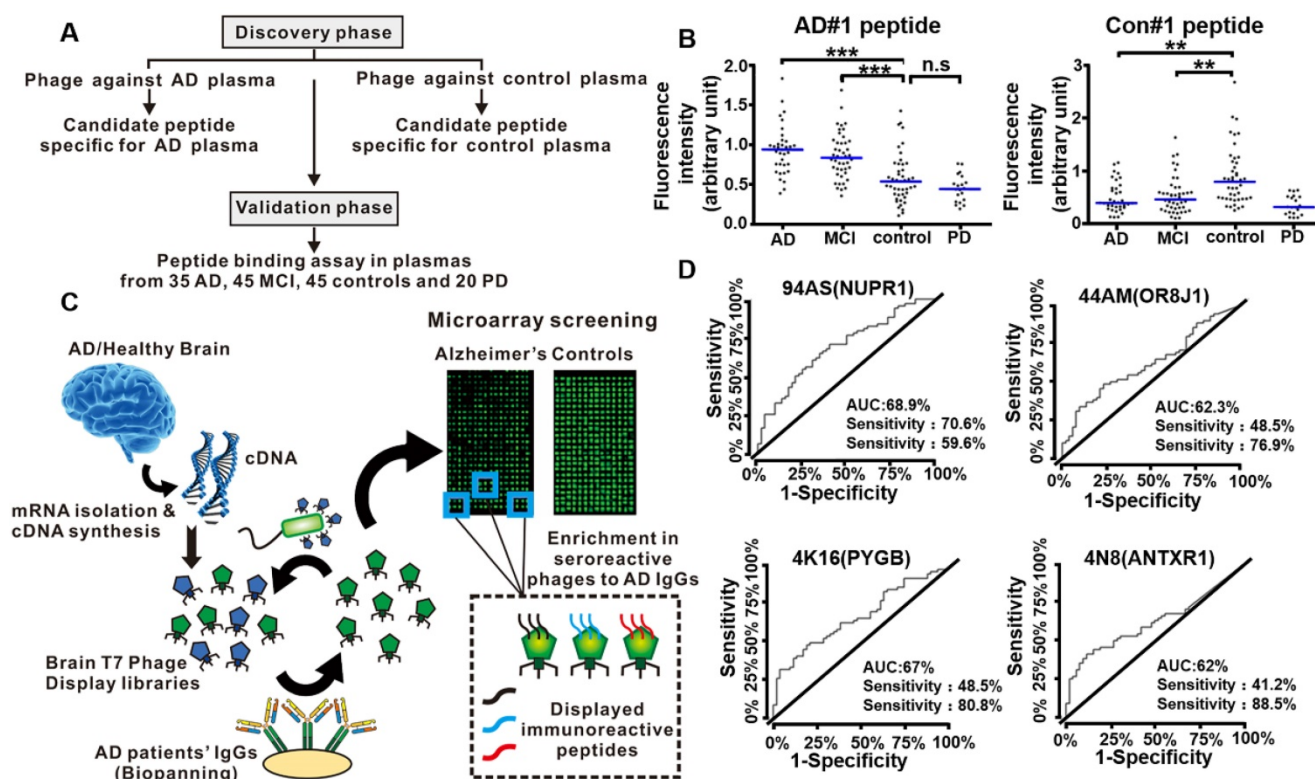 A
Discovery phase
Phage against AD plasma
Phage against control plasma
Candidate peptide
specific for AD plasma
Candidate peptide
specific for control plasma
Validation phase
Peptide binding assay in plasmas
from 35 AD, 45 MCI, 45 controls and 20 PD
B
AD#1 peptide
***
***
n.s
Fluorescence
intensity
(arbitrary unit)
2.0
1.5
1.0
0.5
0.0
AD MCI control PD
Con#1 peptide
**
**
Fluorescence
intensity
(arbitrary unit)
3
2
1
0
AD MCI control PD
C
AD/Healthy Brain
cDNA
mRNA isolation &
cDNA synthesis
Brain T7 Phage
Display libraries
AD patients' IgGs
(Biopanning)
Microarray screening
Alzheimer's Controls
Enrichment in
seroreactive
phages to AD IgGs
Displayed
immunoreactive
peptides
D
94AS(NUPR1)
Sensitivity
100%
75%
50%
25%
0%
AUC:68.9%
Sensitivity : 70.6%
Sensitivity : 59.6%
0% 25% 50% 75% 100%
1-Specificity
44AM(OR8J1)
Sensitivity
100%
75%
50%
25%
0%
AUC:62.3%
Sensitivity : 48.5%
Sensitivity : 76.9%
0% 25% 50% 75% 100%
1-Specificity
4K16(PYGB)
Sensitivity
100%
75%
50%
25%
0%
AUC:67%
Sensitivity : 48.5%
Sensitivity : 80.8%
0% 25% 50% 75% 100%
1-Specificity
4N8(ANTXR1)
Sensitivity
100%
75%
50%
25%
0%
AUC:62%
Sensitivity : 41.2%
Sensitivity : 88.5%
0% 25% 50% 75% 100%
1-Specificity